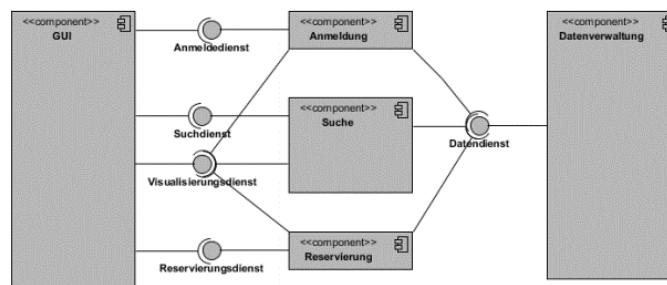 <<component>>
GUI
Anmeldedienst
<<component>>
Anmeldung
<<component>>
Datenverwaltung
Suchdienst
<<component>>
Suche
Datendienst
Visualisierungsdienst
<<component>>
Reservierung
Reservierungsdienst